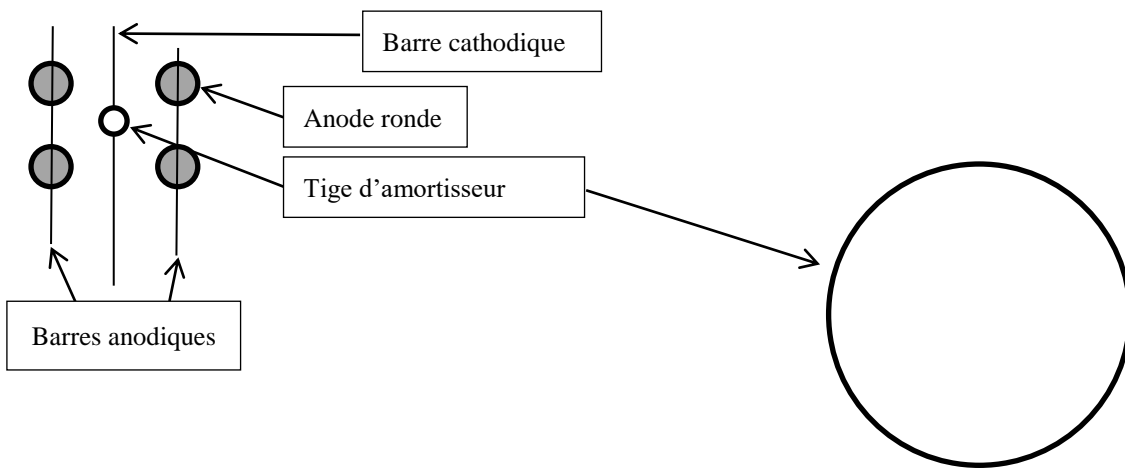 Barre cathodique
Anode ronde
Tige d’amortisseur
Barres anodiques